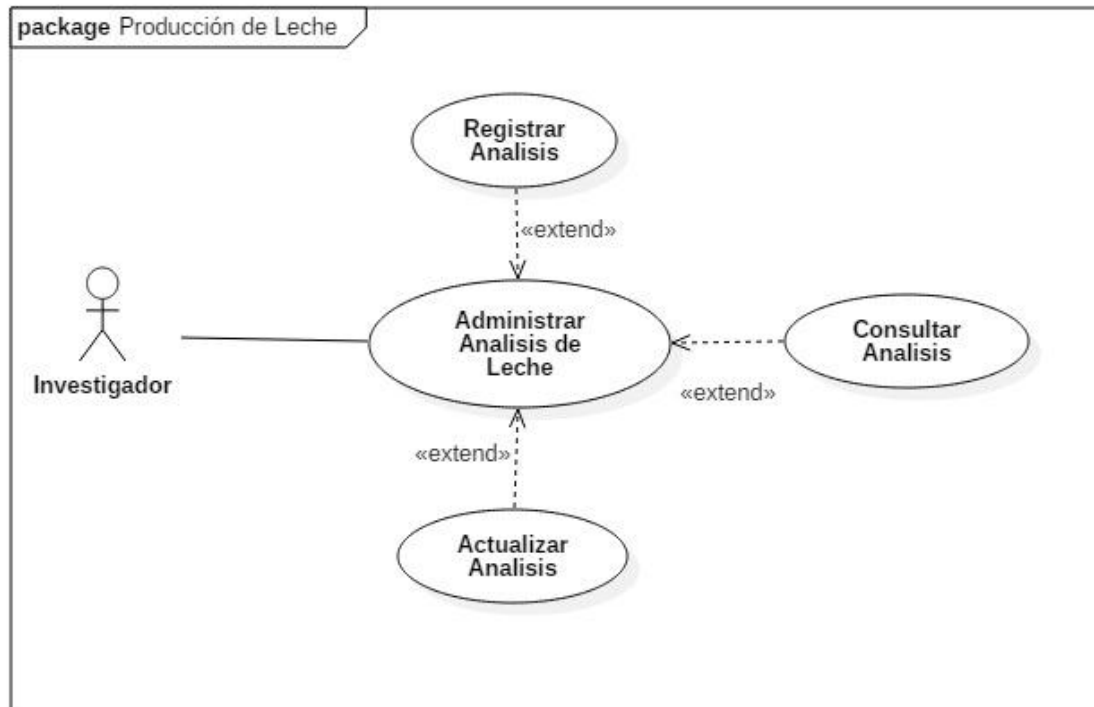 package Producción de Leche
Registrar
Analisis
«extend»
Administrar
Analisis de
Leche
Consultar
Analisis
«extend»
Investigador
«extend»
Actualizar
Analisis